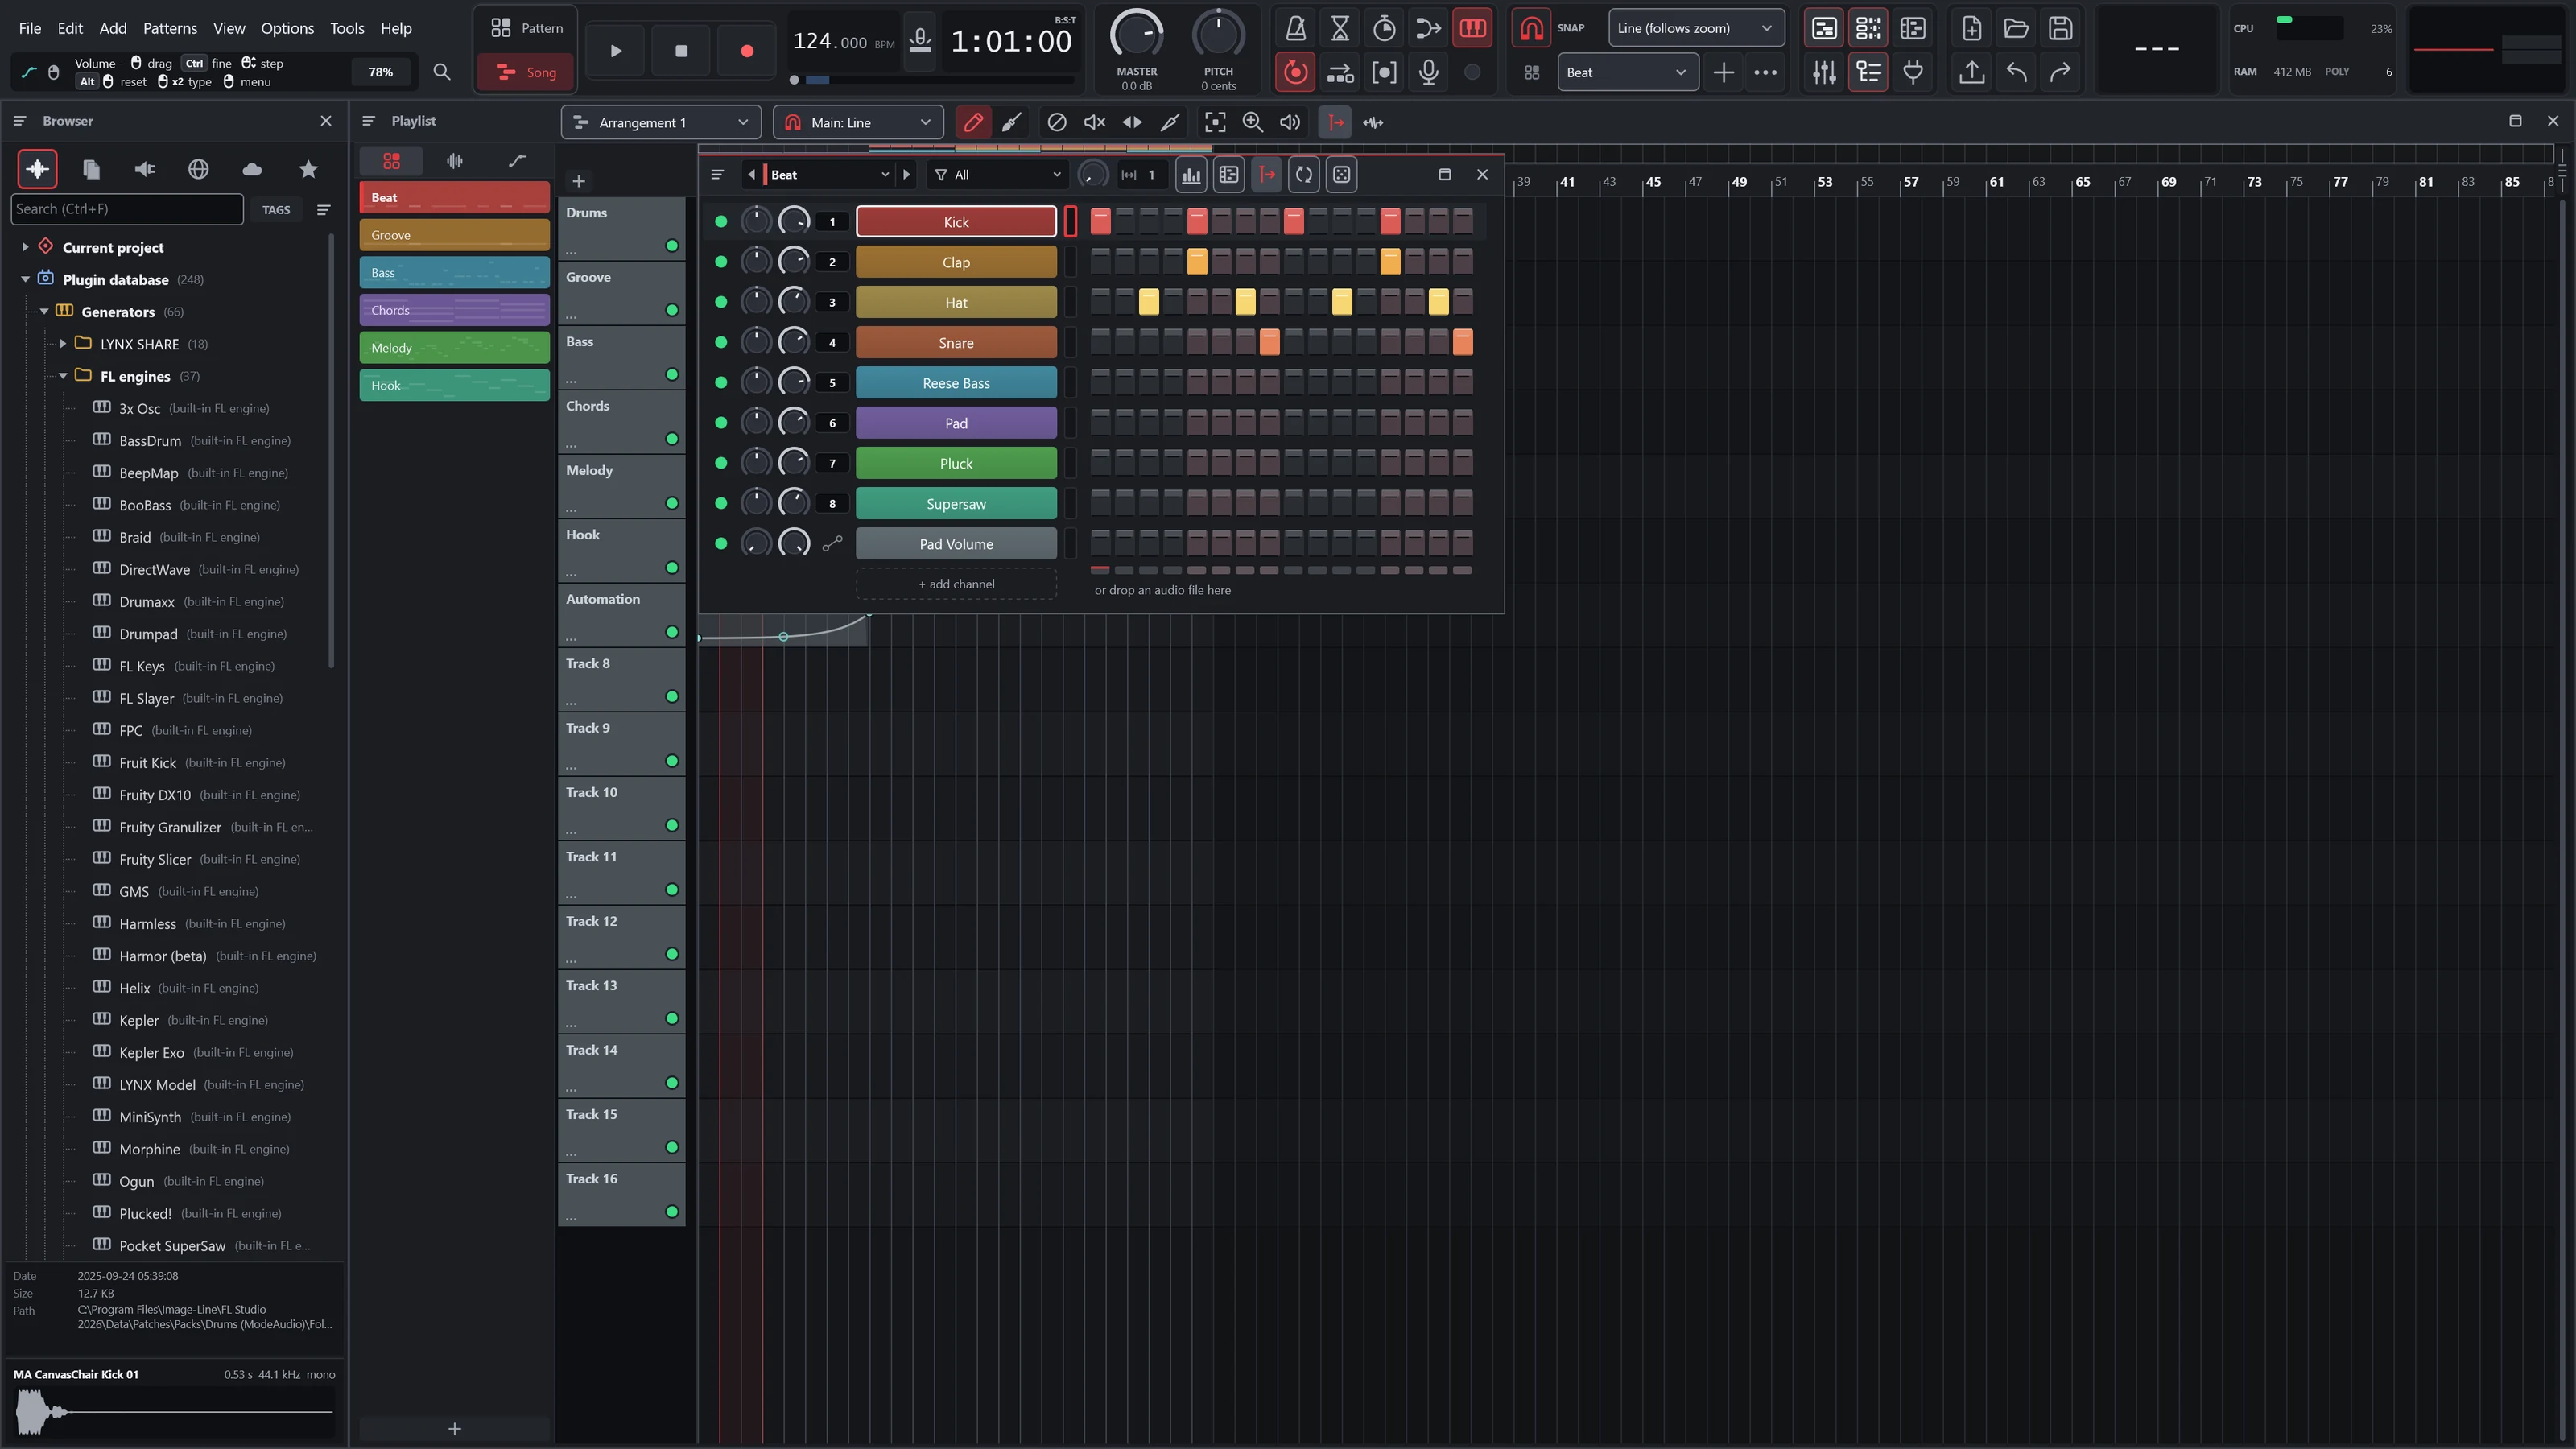 File Edit Add Patterns View Options Tools Help
Volume - drag Ctrl fine step
Alt reset x2 type menu
78%
Pattern
Song
124.000 BPM
B:S:T
1:01:00
MASTER
0.0 dB
PITCH
0 cents
SNAP
Line (follows zoom)
Beat
CPU 23%
RAM 412 MB POLY 6
Browser
Search (Ctrl+F)
TAGS
Current project
Plugin database (248)
Generators (66)
LYNX SHARE (18)
FL engines (37)
3x Osc (built-in FL engine)
BassDrum (built-in FL engine)
BeepMap (built-in FL engine)
BooBass (built-in FL engine)
Braid (built-in FL engine)
DirectWave (built-in FL engine)
Drumaxx (built-in FL engine)
Drumpad (built-in FL engine)
FL Keys (built-in FL engine)
FL Slayer (built-in FL engine)
FPC (built-in FL engine)
Fruit Kick (built-in FL engine)
Fruity DX10 (built-in FL engine)
Fruity Granulizer (built-in FL en...
Fruity Slicer (built-in FL engine)
GMS (built-in FL engine)
Harmless (built-in FL engine)
Harmor (beta) (built-in FL engine)
Helix (built-in FL engine)
Kepler (built-in FL engine)
Kepler Exo (built-in FL engine)
LYNX Model (built-in FL engine)
MiniSynth (built-in FL engine)
Morphine (built-in FL engine)
Ogun (built-in FL engine)
Plucked! (built-in FL engine)
Pocket SuperSaw (built-in FL e...
Date 2025-09-24 05:39:08
Size 12.7 KB
Path C:\Program Files\Image-Line\FL Studio
2026\Data\Patches\Packs\Drums (ModeAudio)\Fol...
MA CanvasChair Kick 01 0.53 s 44.1 kHz mono
Playlist
Arrangement 1
Main: Line
Beat
Groove
Bass
Chords
Melody
Hook
Drums
...
Groove
...
Bass
...
Chords
...
Melody
...
Hook
...
Automation
...
Track 8
...
Track 9
...
Track 10
...
Track 11
...
Track 12
...
Track 13
...
Track 14
...
Track 15
...
Track 16
...
Beat
All
1
1 Kick
2 Clap
3 Hat
4 Snare
5 Reese Bass
6 Pad
7 Pluck
8 Supersaw
Pad Volume
+ add channel
or drop an audio file here
39 41 43 45 47 49 51 53 55 57 59 61 63 65 67 69 71 73 75 77 79 81 83 85 8